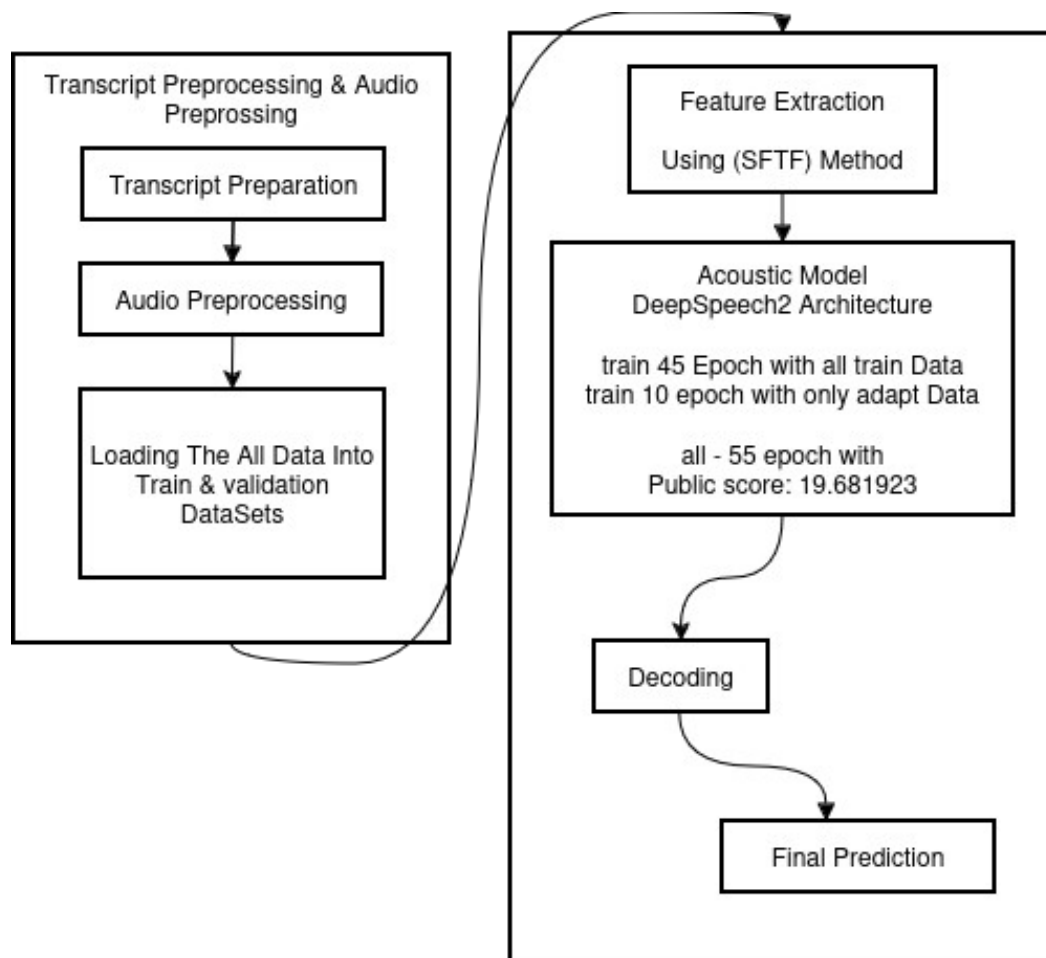 Transcript Preprocessing & Audio
Preprossing
Transcript Preparation
Audio Preprocessing
Loading The All Data Into
Train & validation
DataSets
Feature Extraction
Using (SFTF) Method
Acoustic Model
DeepSpeech2 Architecture
train 45 Epoch with all train Data
train 10 epoch with only adapt Data
all - 55 epoch with
Public score: 19.681923
Decoding
Final Prediction